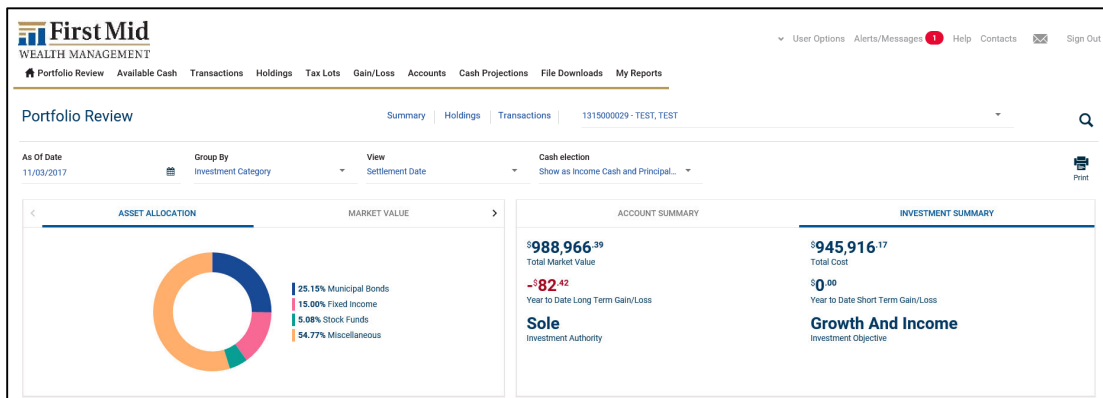 First Mid
WEALTH MANAGEMENT
User Options Alerts/Messages 1 Help Contacts Sign Out
Portfolio Review Available Cash Transactions Holdings Tax Lots Gain/Loss Accounts Cash Projections File Downloads My Reports
Portfolio Review Summary Holdings Transactions 1315000029 - TEST, TEST
As Of Date Group By View Cash election
11/03/2017 Investment Category Settlement Date Show as Income Cash and Principal...
Print
ASSET ALLOCATION MARKET VALUE
25.15% Municipal Bonds
15.00% Fixed Income
5.08% Stock Funds
54.77% Miscellaneous
ACCOUNT SUMMARY INVESTMENT SUMMARY
$988,966.39 $945,916.17
Total Market Value Total Cost
-$82.42 $0.00
Year to Date Long Term Gain/Loss Year to Date Short Term Gain/Loss
Sole Growth And Income
Investment Authority Investment Objective